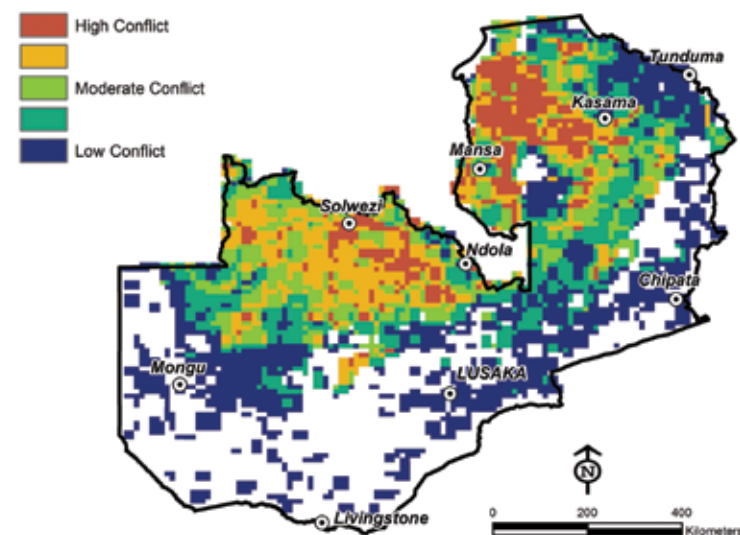 High Conflict
Moderate Conflict
Low Conflict
Tunduma
Kasama
Mansa
Solwezi
Ndola
Chipata
Mongu
LUSAKA
Livingstone
N
0 200 400
Kilometers